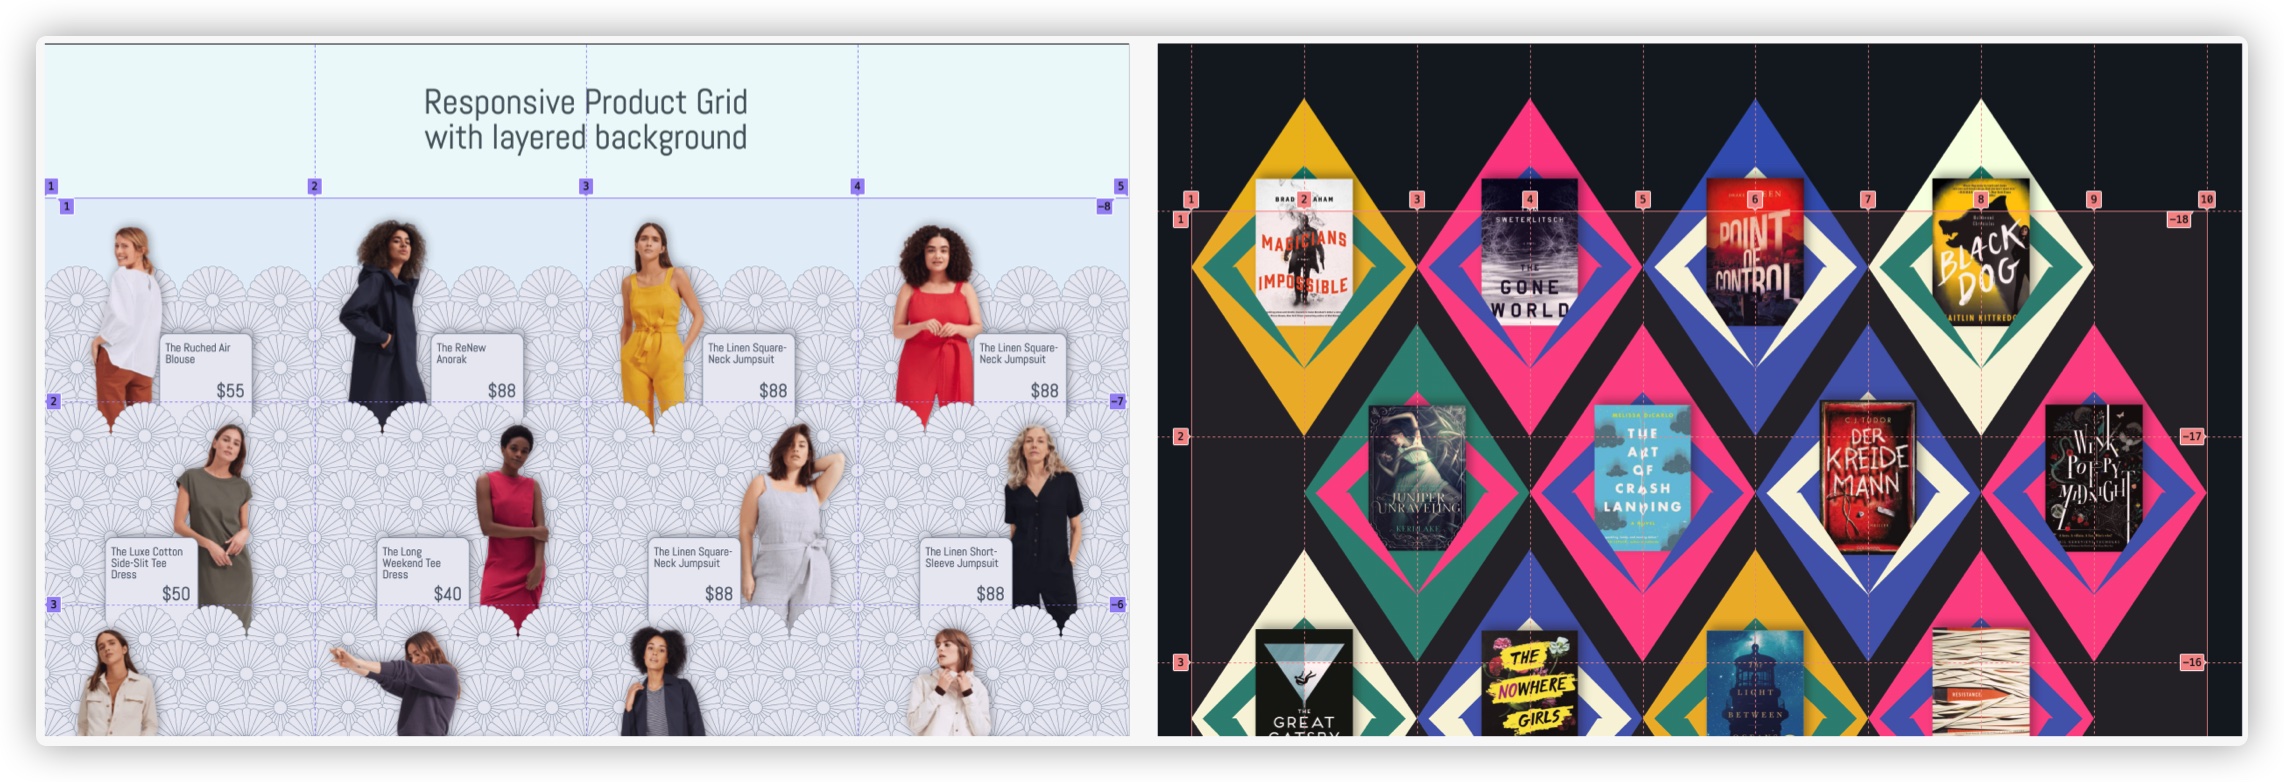 Responsive Product Grid
with layered background
1
2
3
4
5
1
-8
The Ruched Air
Blouse
$55
The ReNew
Anorak
$88
The Linen Square-
Neck Jumpsuit
$88
The Linen Square-
Neck Jumpsuit
$88
2
-7
The Luxe Cotton
Side-Slit Tee
Dress
$50
The Long
Weekend Tee
Dress
$40
The Linen Square-
Neck Jumpsuit
$88
The Linen Short-
Sleeve Jumpsuit
$88
3
-6
1
2
3
4
5
6
7
8
9
10
1
-18
MAGICIANS
IMPOSSIBLE
SWETERLITSCH
THE
GONE
WORLD
POINT
OF
CONTROL
BLACK
DOG
2
-17
JUNIPER
UNRAVELING
KERI LAKE
MELISSA DECARLO
THE
ART
OF
CRASH
LANDING
A NOVEL
C.J. TUDOR
DER
KREIDE
MANN
WINK
POPPY
MIDNIGHT
3
-16
THE
GREAT
GATSBY
THE
NOWHERE
GIRLS
THE
LIGHT
BETWEEN
RESISTANCE